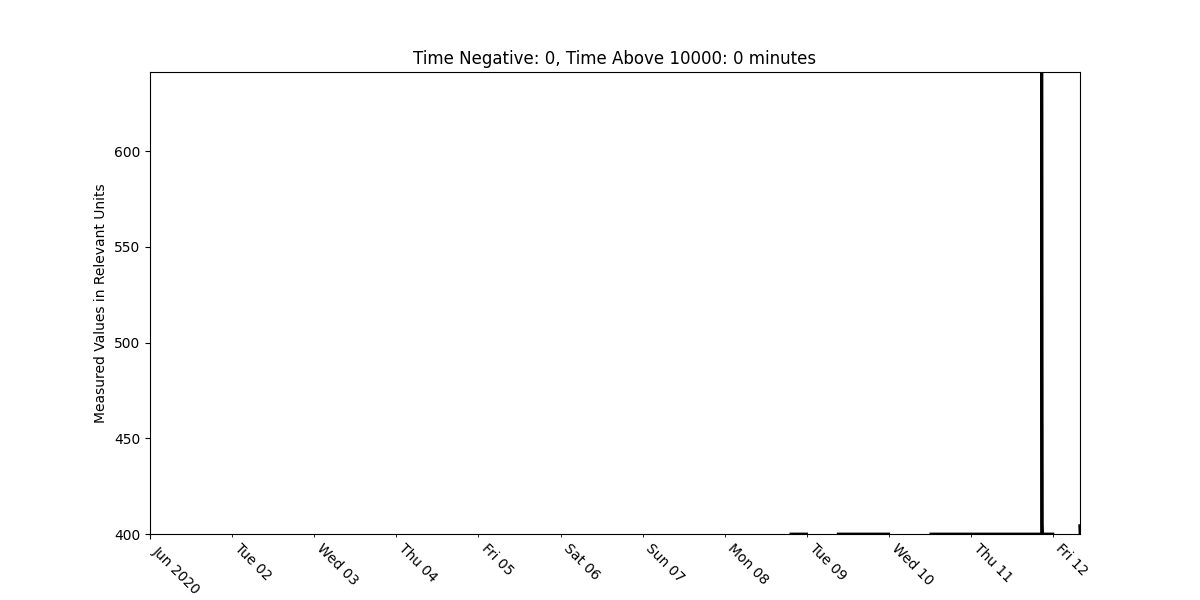 Time Negative: 0, Time Above 10000: 0 minutes
Measured Values in Relevant Units
600
550
500
450
400
Jun 2020
Tue 02
Wed 03
Thu 04
Fri 05
Sat 06
Sun 07
Mon 08
Tue 09
Wed 10
Thu 11
Fri 12